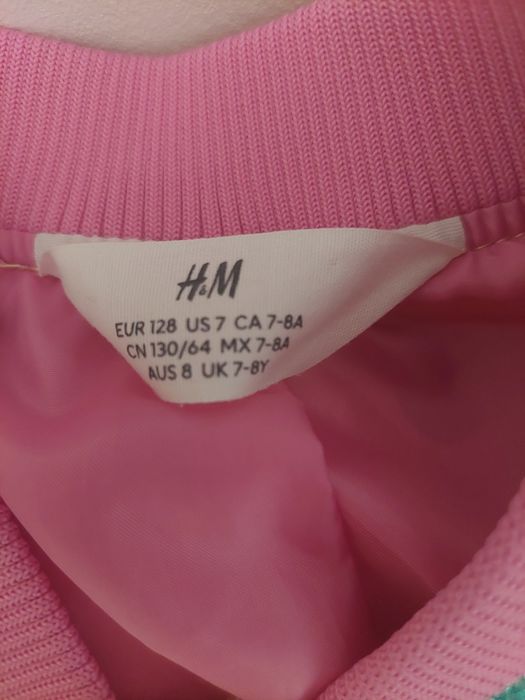 H&M
EUR 128 US 7 CA 7-8A
CN 130/64 MX 7-8A
AUS 8 UK 7-8Y